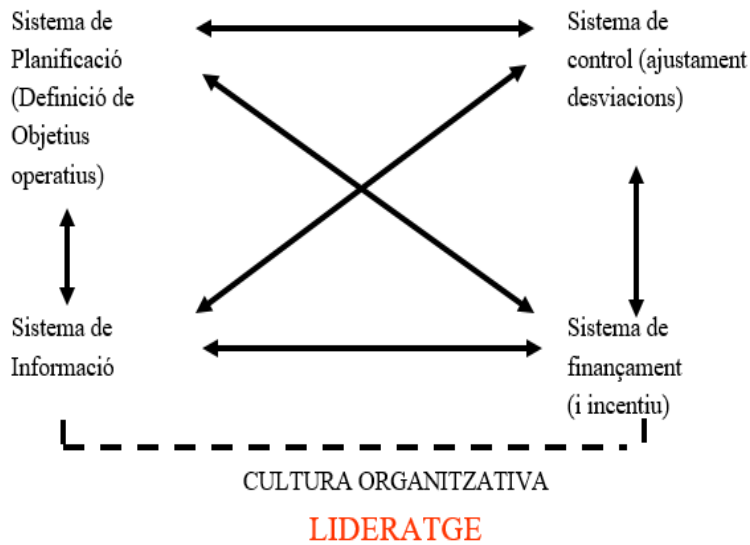 Sistema de
Planificació
(Definició de
Objetius
operatius)
Sistema de
control (ajustament
desviacions)
Sistema de
Informació
Sistema de
finançament
(i incentiu)
CULTURA ORGANITZATIVA
LIDERATGE